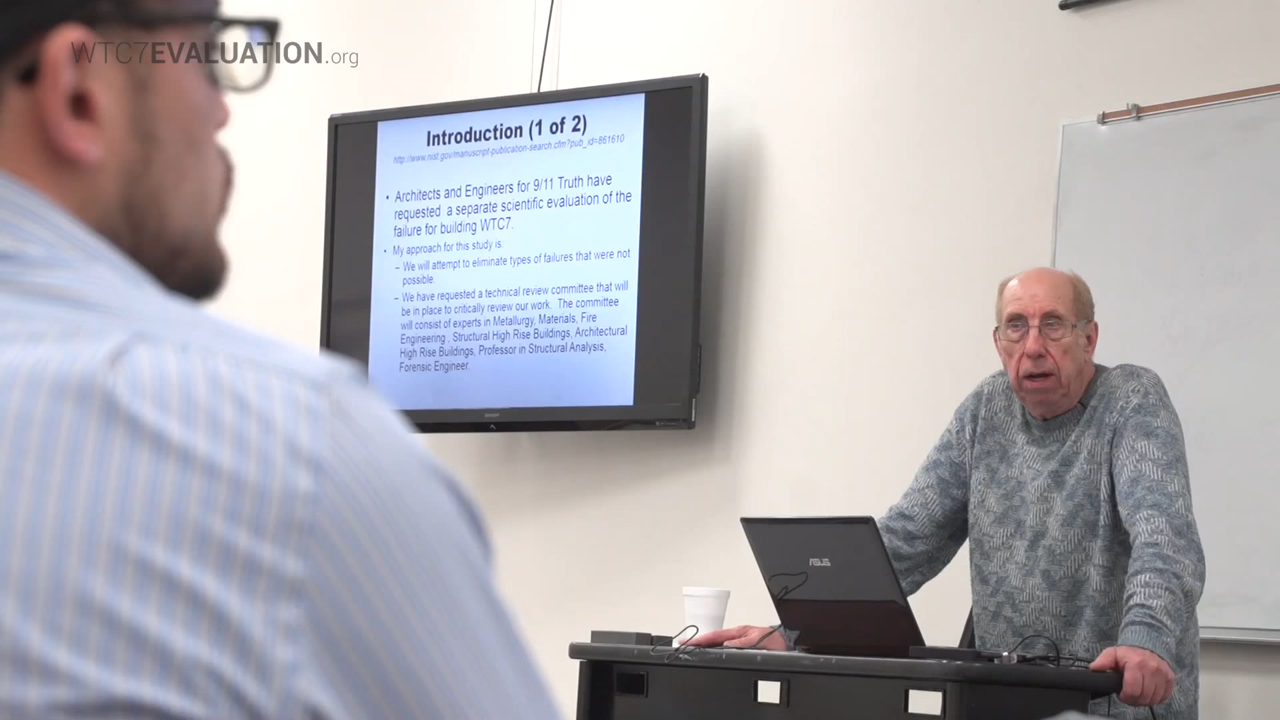 WTC7EVALUATION.org
Introduction (1 of 2)
http://www.nist.gov/manuscript-publication-search.cfm?pub_id=861610
• Architects and Engineers for 9/11 Truth have
requested a separate scientific evaluation of the
failure for building WTC7.
• My approach for this study is
– We will attempt to eliminate types of failures that were not
possible.
– We have requested a technical review committee that will
be in place to critically review our work. The committee
will consist of experts in Metallurgy, Materials, Fire
Engineering, Structural High Rise Buildings, Architectural
High Rise Buildings, Professor in Structural Analysis,
Forensic Engineer.
ASUS